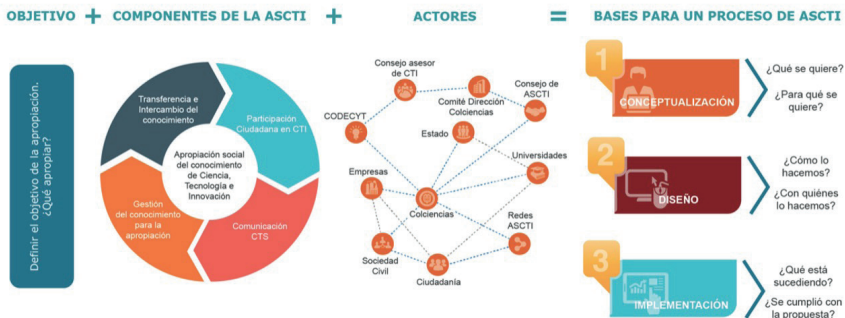 OBJETIVO + COMPONENTES DE LA ASCTI + ACTORES = BASES PARA UN PROCESO DE ASCTI
Definir el objetivo de la apropiación.
¿Qué apropiar?
Transferencia e
Intercambio del
conocimiento
Participación
Ciudadana en CTI
Apropiación social
del conocimiento
de Ciencia,
Tecnología e
Innovación
Gestión
del conocimiento
para la
apropiación
Comunicación
CTS
Consejo asesor
de CTI
Comité Dirección
Colciencias
Consejo de
ASCTI
CODECYT
Estado
Universidades
Empresas
Colciencias
Redes
ASCTI
Sociedad
Civil
Ciudadanía
1
CONCEPTUALIZACIÓN
¿Qué se quiere?
¿Para qué se
quiere?
2
DISEÑO
¿Cómo lo
hacemos?
¿Con quiénes
lo hacemos?
3
IMPLEMENTACIÓN
¿Qué está
sucediendo?
¿Se cumplió con
la propuesta?